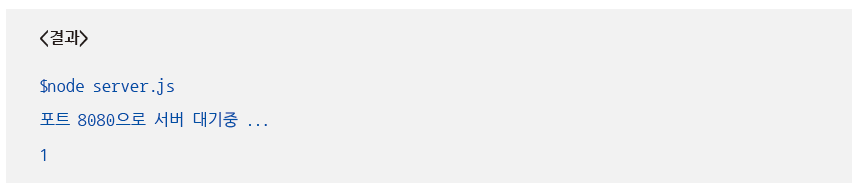 <결과>
$node server.js
포트 8080으로 서버 대기중 ...
1